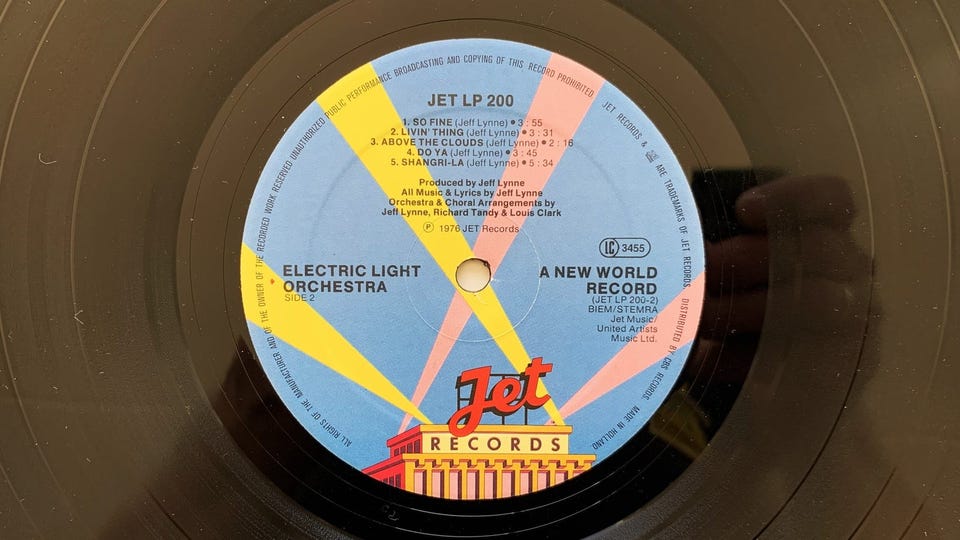 ALL RIGHTS OF THE MANUFACTURER AND OF THE OWNER OF THE RECORDED WORK RESERVED UNAUTHORIZED PUBLIC PERFORMANCE BROADCASTING AND COPYING OF THIS RECORD PROHIBITED
JET RECORDS & ARE TRADEMARKS OF JET RECORDS. DISTRIBUTED BY CBS RECORDS. MADE IN HOLLAND
JET LP 200
1. SO FINE (Jeff Lynne) • 3 : 55
2. LIVIN' THING (Jeff Lynne) • 3 : 31
3. ABOVE THE CLOUDS (Jeff Lynne) • 2 : 16
4. DO YA (Jeff Lynne) • 3 : 45
5. SHANGRI-LA (Jeff Lynne) • 5 : 34
Produced by Jeff Lynne
All Music & Lyrics by Jeff Lynne
Orchestra & Choral Arrangements by
Jeff Lynne, Richard Tandy & Louis Clark
Ⓟ 1976 JET Records
LC 3455
ELECTRIC LIGHT
ORCHESTRA
SIDE 2
A NEW WORLD
RECORD
(JET LP 200-2)
BIEM/STEMRA
Jet Music/
United Artists
Music Ltd.
Jet
RECORDS